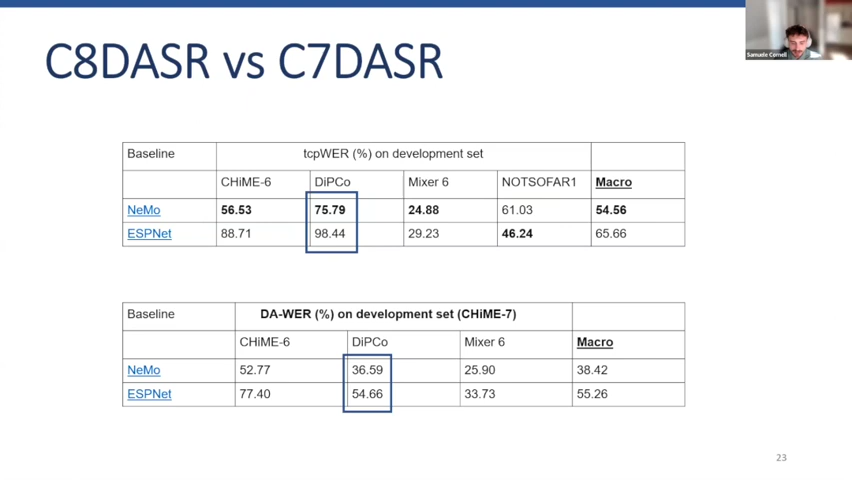 C8DASR vs C7DASR
Samuele Cornell
Baseline tcpWER (%) on development set
CHiME-6 DiPCo Mixer 6 NOTSOFAR1 Macro
NeMo 56.53 75.79 24.88 61.03 54.56
ESPNet 88.71 98.44 29.23 46.24 65.66
Baseline DA-WER (%) on development set (CHiME-7)
CHiME-6 DiPCo Mixer 6 Macro
NeMo 52.77 36.59 25.90 38.42
ESPNet 77.40 54.66 33.73 55.26
23